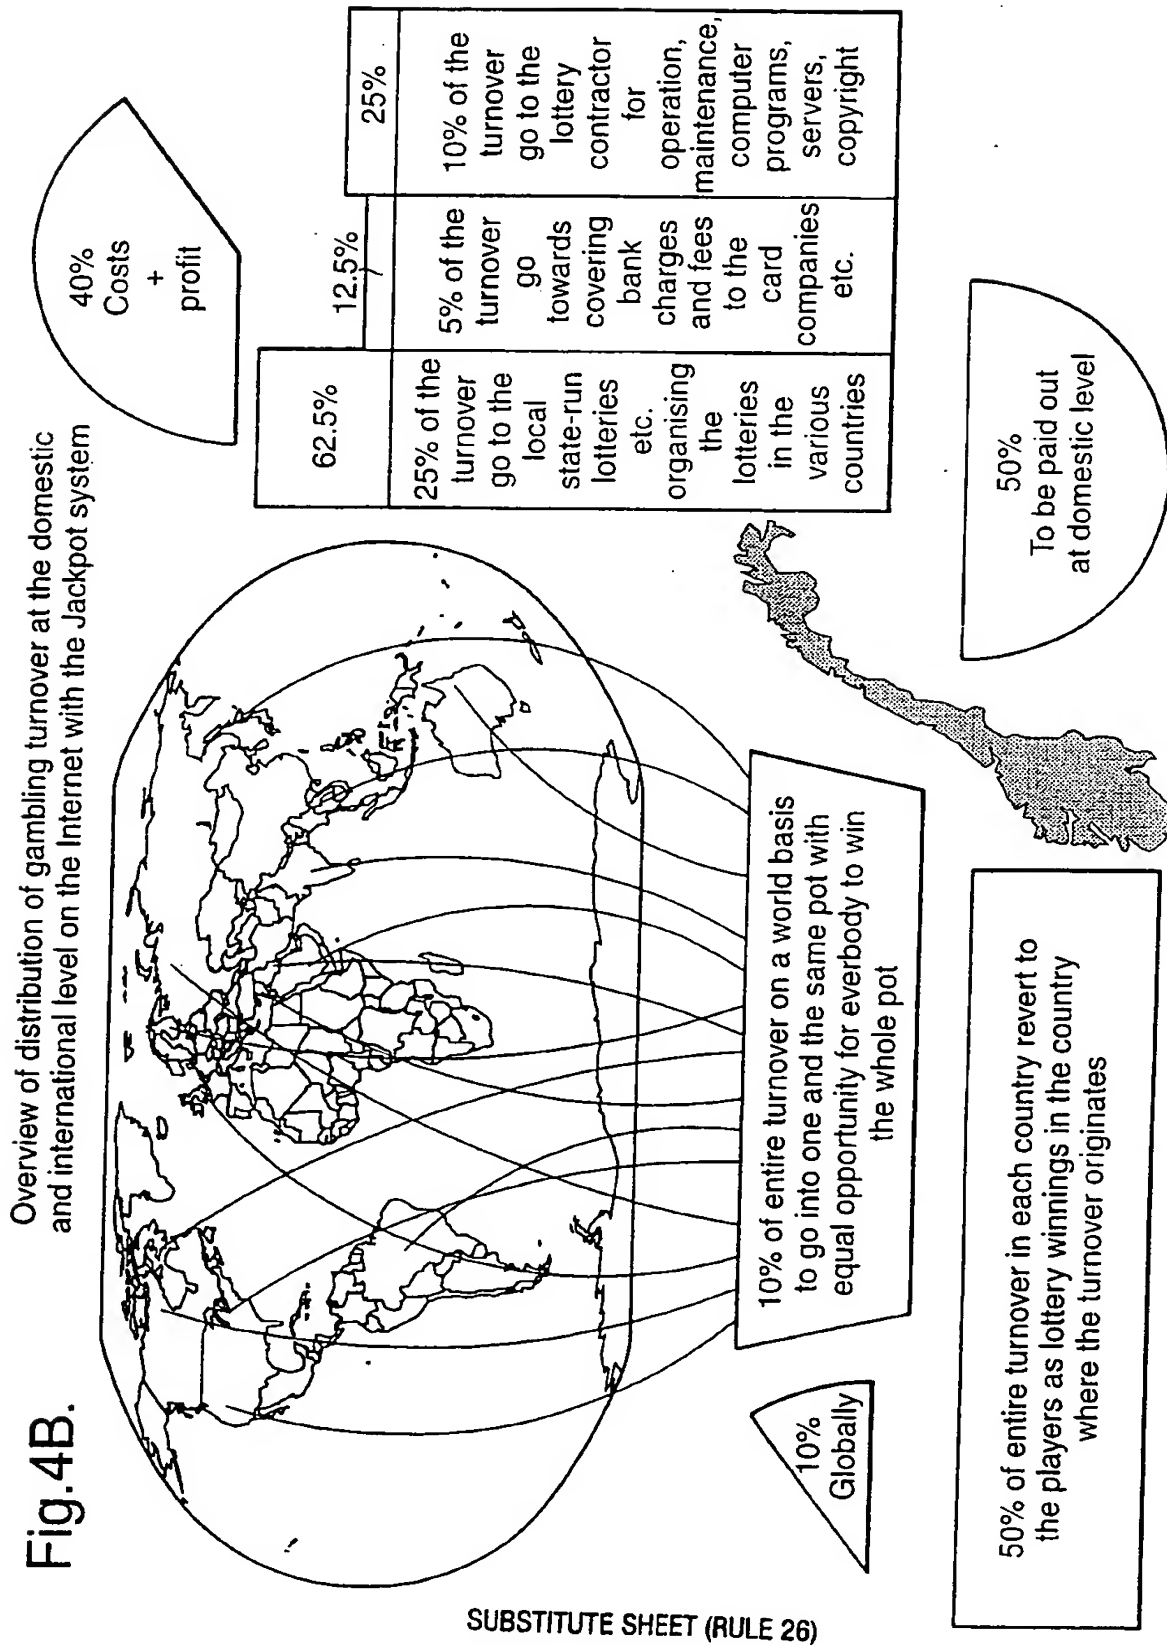 Fig.4B.
Overview of distribution of gambling turnover at the domestic
and international level on the Internet with the Jackpot system
40%
Costs
+
profit
62.5%
12.5%
25%
25% of the
turnover
go to the
local
state-run
lotteries
etc.
organising
the
lotteries
in the
various
countries
5% of the
turnover
go
towards
covering
bank
charges
and fees
to the
card
companies
etc.
10% of the
turnover
go to the
lottery
contractor
for
operation,
maintenance,
computer
programs,
servers,
copyright
10%
Globally
10% of entire turnover on a world basis
to go into one and the same pot with
equal opportunity for everbody to win
the whole pot
50% of entire turnover in each country revert to
the players as lottery winnings in the country
where the turnover originates
50%
To be paid out
at domestic level
SUBSTITUTE SHEET (RULE 26)